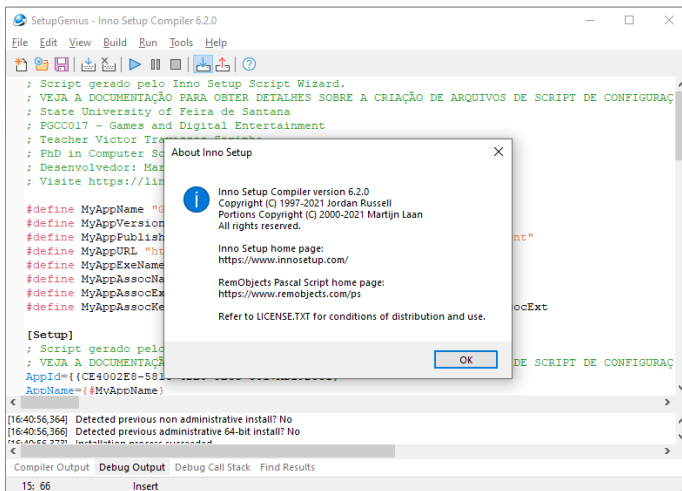 SetupGenius - Inno Setup Compiler 6.2.0
File Edit View Build Run Tools Help
; Script gerado pelo Inno Setup Script Wizard.
; VEJA A DOCUMENTAÇÃO PARA OBTER DETALHES SOBRE A CRIAÇÃO DE ARQUIVOS DE SCRIPT DE CONFIGURAÇ
; State University of Feira de Santana
; PGCC017 - Games and Digital Entertainment
; Teacher Victor
; PhD in Computer Sc
; Desenvolvedor: Mar
; Visite https://lin
#define MyAppName "G
#define MyAppVersion
#define MyAppPublish nt"
#define MyAppURL "ht
#define MyAppExeName
#define MyAppAssocNa
#define MyAppAssocEx
#define MyAppAssocKe ocExt
[Setup]
; Script gerado pelo
; VEJA A DOCUMENTAÇÃ DE SCRIPT DE CONFIGURAÇ
AppName={#MyAppName}
About Inno Setup
Inno Setup Compiler version 6.2.0
Copyright (C) 1997-2021 Jordan Russell
Portions Copyright (C) 2000-2021 Martijn Laan
All rights reserved.
Inno Setup home page:
https://www.innosetup.com/
RemObjects Pascal Script home page:
https://www.remobjects.com/ps
Refer to LICENSE.TXT for conditions of distribution and use.
OK
[16:40:56,364] Detected previous non administrative install? No
[16:40:56,366] Detected previous administrative 64-bit install? No
[16:40:56,373] Installation process succeeded.
Compiler Output Debug Output Debug Call Stack Find Results
15: 66 Insert